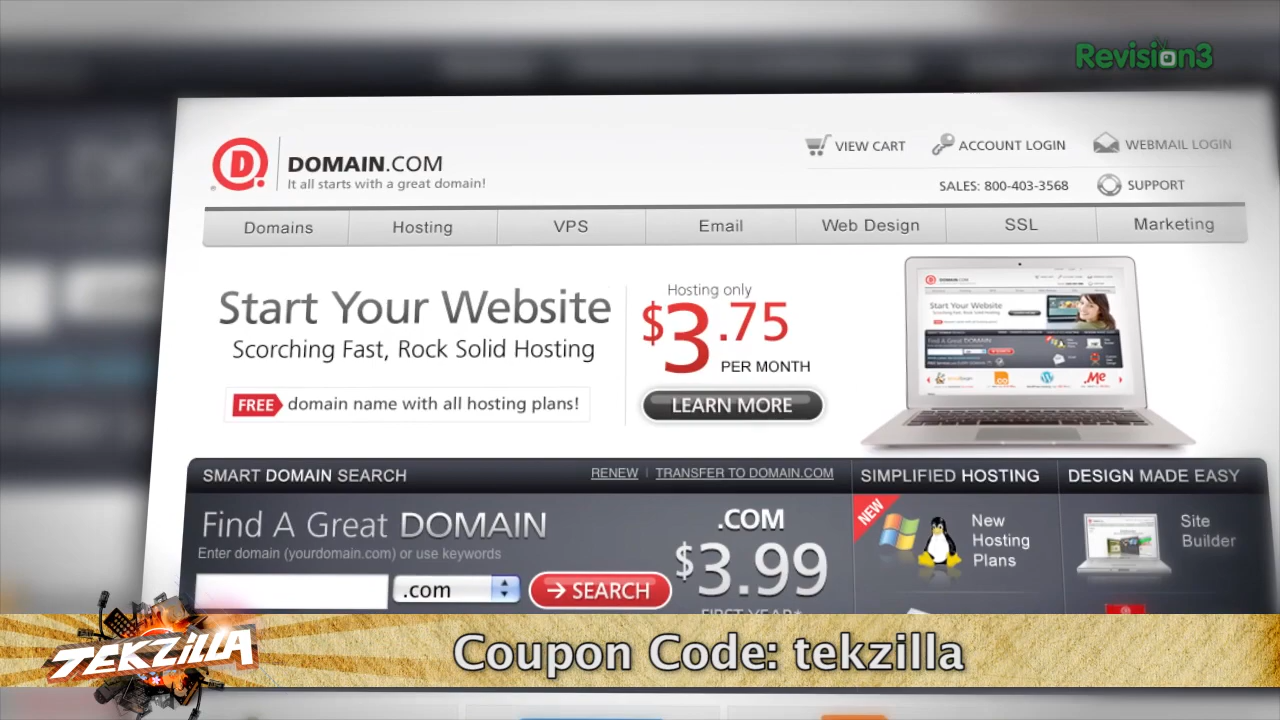 Revision3
D
DOMAIN.COM
It all starts with a great domain!
VIEW CART
ACCOUNT LOGIN
WEBMAIL LOGIN
SALES: 800-403-3568
SUPPORT
Domains
Hosting
VPS
Email
Web Design
SSL
Marketing
Start Your Website
Scorching Fast, Rock Solid Hosting
FREE domain name with all hosting plans!
Hosting only
$3.75
PER MONTH
LEARN MORE
SMART DOMAIN SEARCH
RENEW | TRANSFER TO DOMAIN.COM
SIMPLIFIED HOSTING
DESIGN MADE EASY
Find A Great DOMAIN
Enter domain (yourdomain.com) or use keywords
.com
SEARCH
.COM
$3.99
FIRST YEAR*
NEW
New
Hosting
Plans
Site
Builder
TEKZILLA
Coupon Code: tekzilla